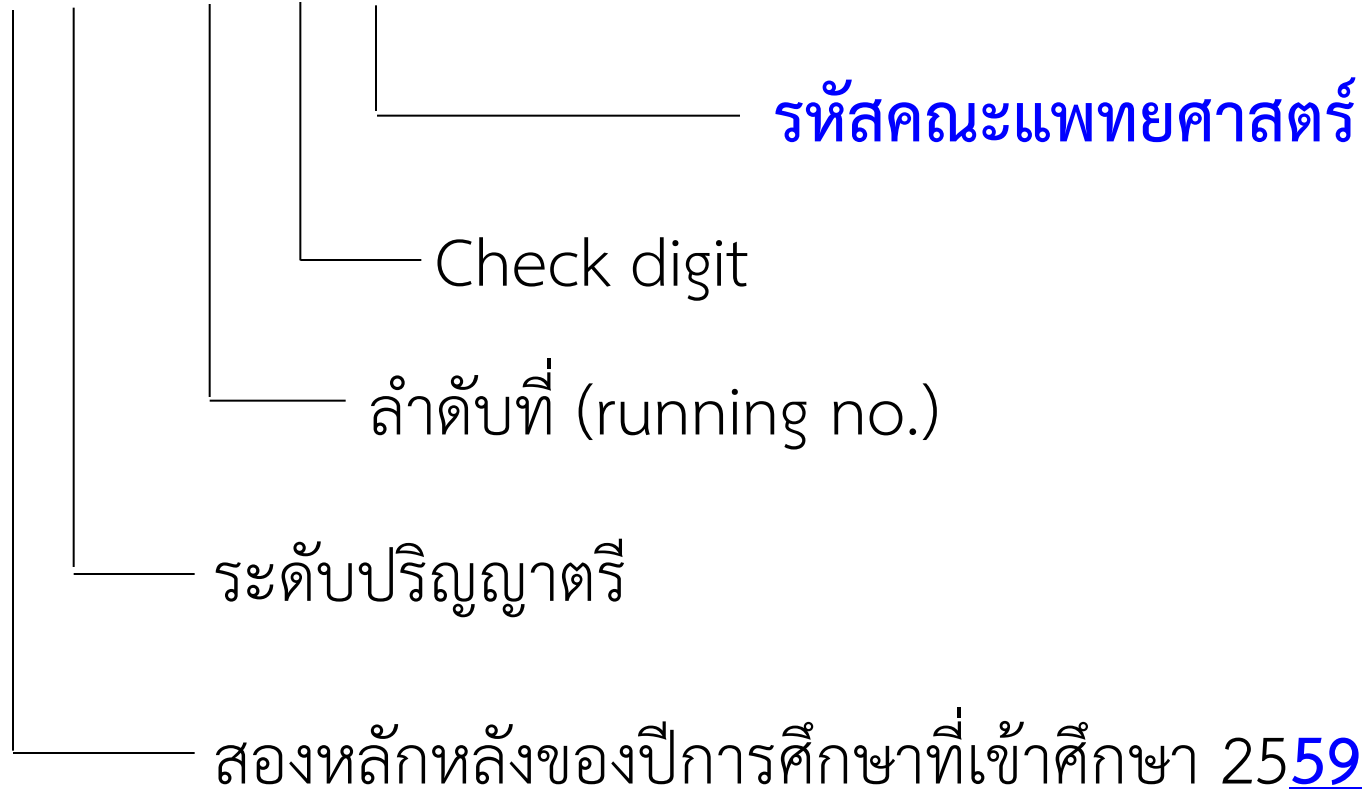 รหัสคณะแพทยศาสตร์
Check digit
ลำดับที่ (running no.)
ระดับปริญญาตรี
สองหลักหลังของปีการศึกษาที่เข้าศึกษา 2559